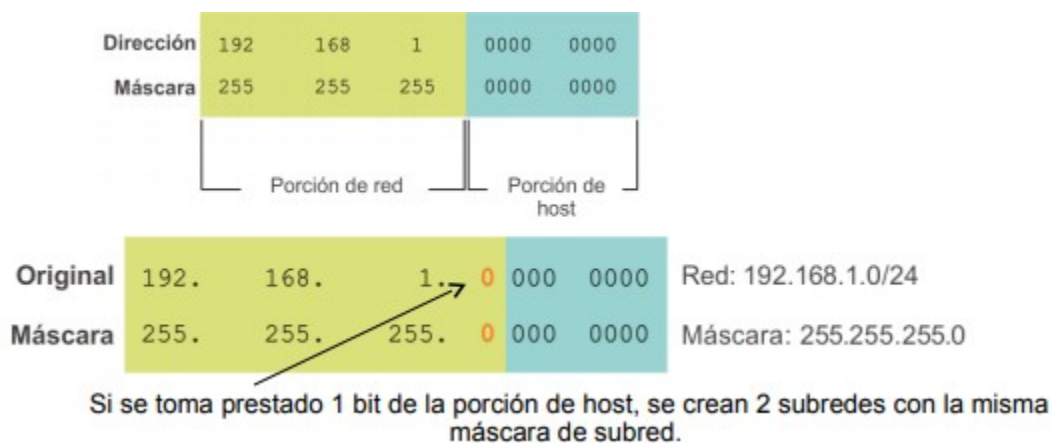 Dirección 192 168 1 0000 0000
Máscara 255 255 255 0000 0000
Porción de red Porción de
host
Original 192. 168. 1. 0 000 0000 Red: 192.168.1.0/24
Máscara 255. 255. 255. 0 000 0000 Máscara: 255.255.255.0
Si se toma prestado 1 bit de la porción de host, se crean 2 subredes con la misma
máscara de subred.